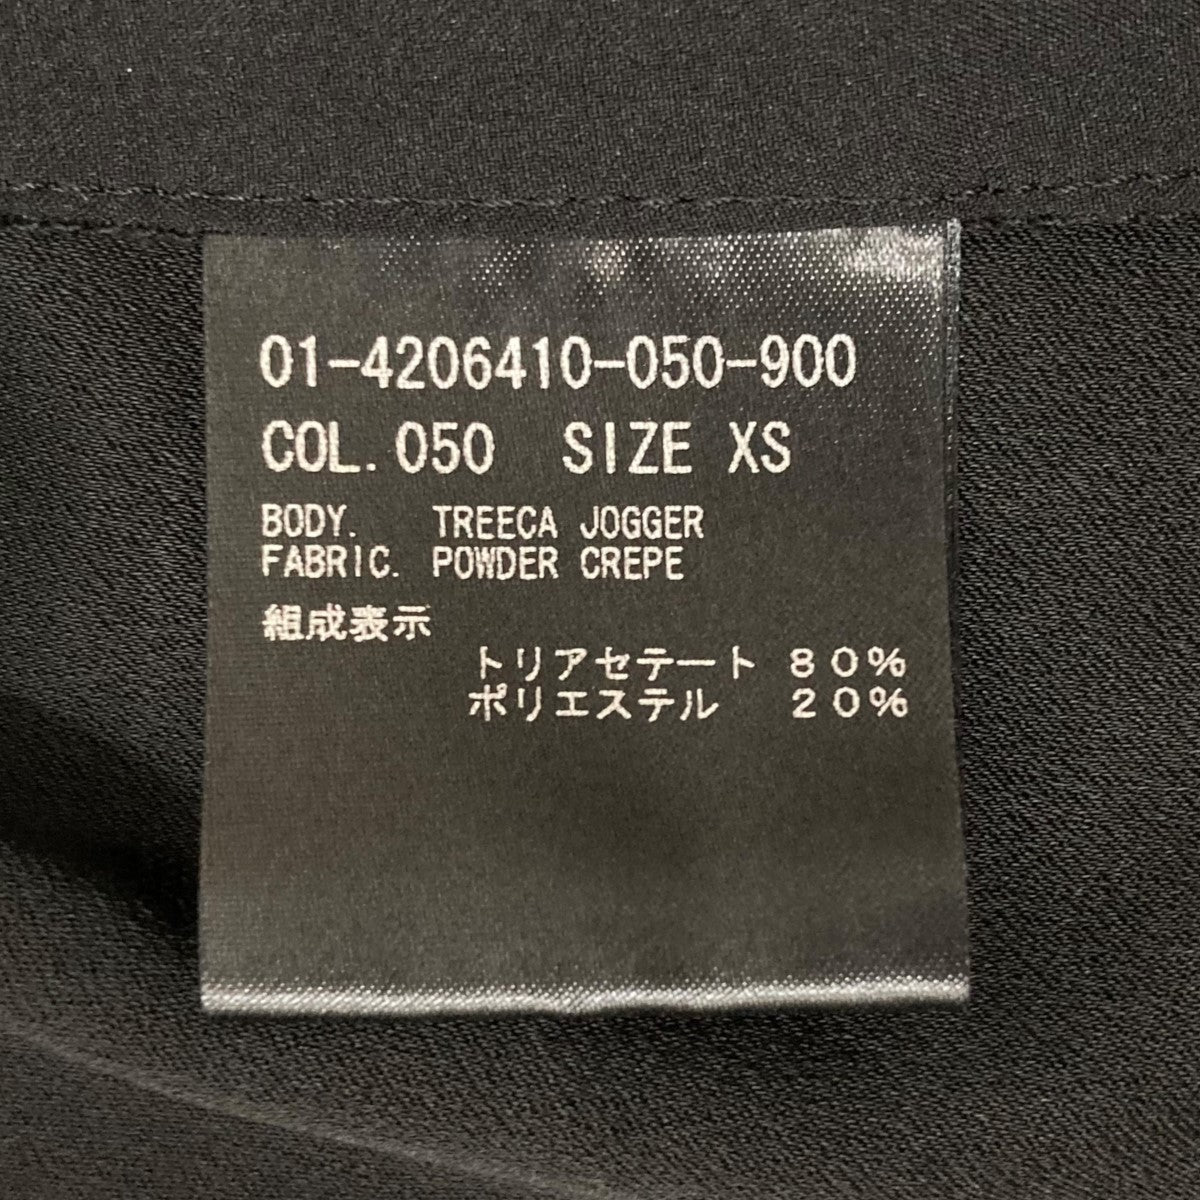 01-4206410-050-900
COL. 050 SIZE XS
BODY. TREECA JOGGER
FABRIC. POWDER CREPE
組成表示
トリアセテート 80%
ポリエステル 20%